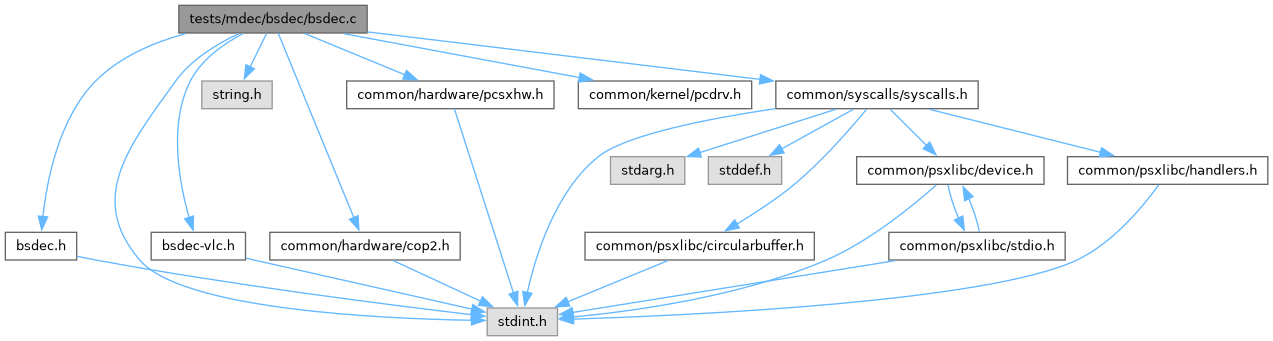 tests/mdec/bsdec/bsdec.c
string.h
common/hardware/pcsxhw.h
common/kernel/pcdrv.h
common/syscalls/syscalls.h
stdarg.h
stddef.h
common/psxlibc/device.h
common/psxlibc/handlers.h
bsdec.h
bsdec-vlc.h
common/hardware/cop2.h
common/psxlibc/circularbuffer.h
common/psxlibc/stdio.h
stdint.h